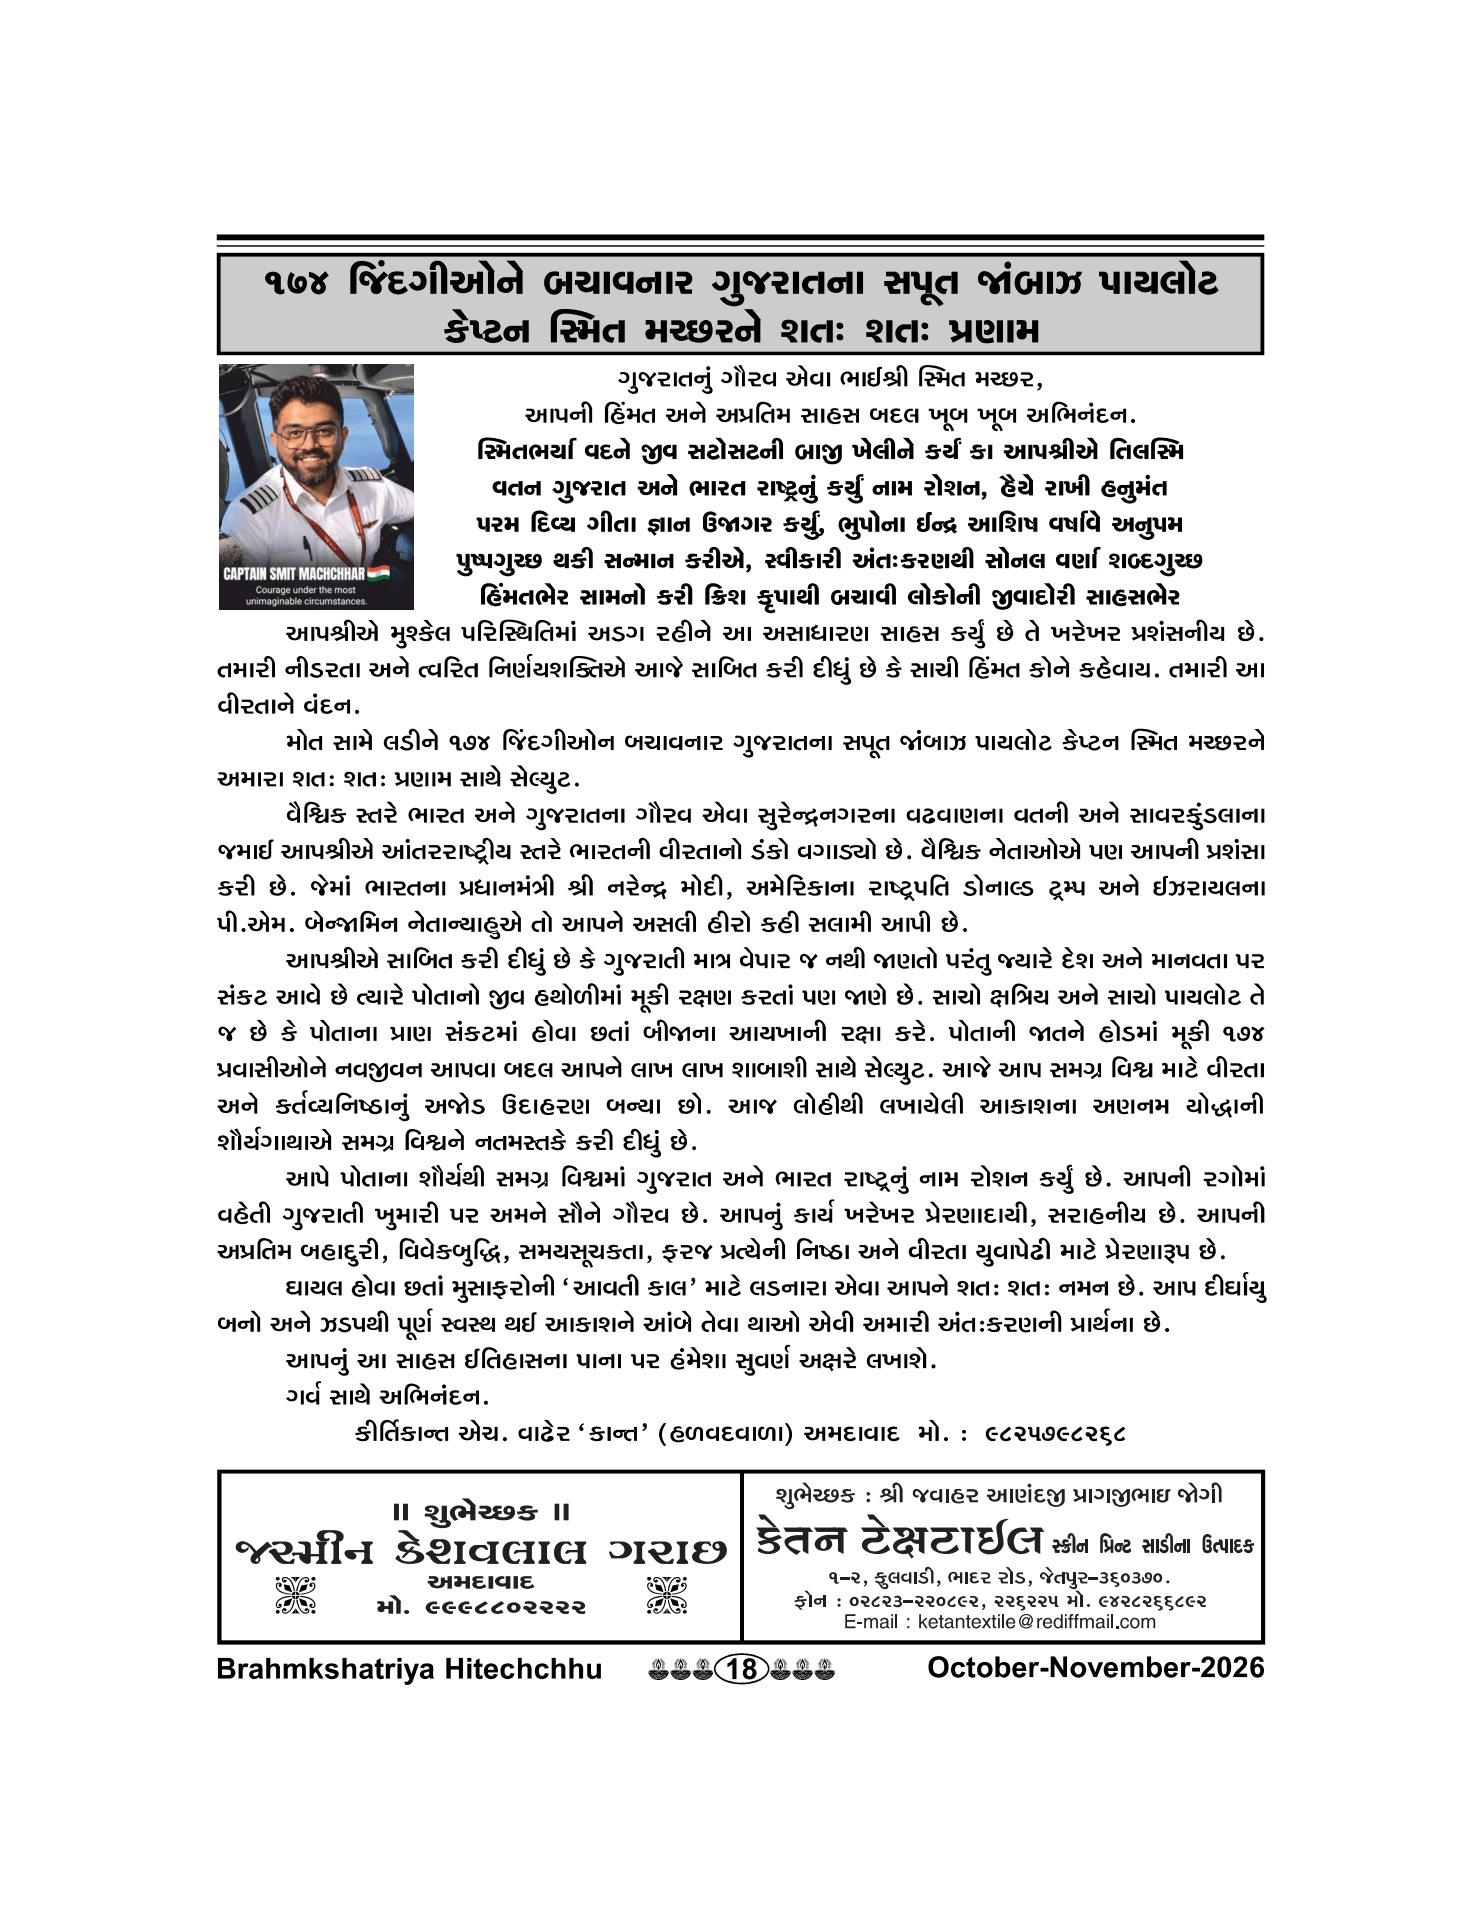 ૧૭૪ જિંદગીઓને બચાવનાર ગુજરાતના સપૂત જાંબાઝ પાયલોટ
કેપ્ટન સ્મિત મચ્છરને શતઃ શતઃ પ્રણામ
CAPTAIN SMIT MACHCHHAR
Courage under the most
unimaginable circumstances.
ગુજરાતનું ગૌરવ એવા ભાઈશ્રી સ્મિત મચ્છર,
આપની હિંમત અને અપ્રતિમ સાહસ બદલ ખૂબ ખૂબ અભિનંદન.
સ્મિતભર્યા વદને જીવ સટોસટની બાજી ખેલીને કર્ય કા આપશ્રીએ તિલસ્મિ
વતન ગુજરાત અને ભારત રાષ્ટ્રનું કર્યું નામ રોશન, હૈયે રાખી હનુમંત
પરમ દિવ્ય ગીતા જ્ઞાન ઉજાગર કર્યુ, ભુપોના ઈન્દ્ર આશિષ વર્ષાવે અનુપમ
પુષ્પગુચ્છ થકી સન્માન કરીએ, સ્વીકારી અંતઃકરણથી સોનલ વર્ણા શબ્દગુચ્છ
હિંમતભેર સામનો કરી ક્રિશ કૃપાથી બચાવી લોકોની જીવાદોરી સાહસભેર
આપશ્રીએ મુશ્કેલ પરિસ્થિતિમાં અડગ રહીને આ અસાધારણ સાહસ કર્યું છે તે ખરેખર પ્રશંસનીય છે.
તમારી નીડરતા અને ત્વરિત નિર્ણયશક્તિએ આજે સાબિત કરી દીધું છે કે સાચી હિંમત કોને કહેવાય. તમારી આ
વીરતાને વંદન.
મોત સામે લડીને ૧૭૪ જિંદગીઓન બચાવનાર ગુજરાતના સપૂત જાંબાઝ પાયલોટ કેપ્ટન સ્મિત મચ્છરને
અમારા શતઃ શતઃ પ્રણામ સાથે સેલ્યુટ.
વૈશ્વિક સ્તરે ભારત અને ગુજરાતના ગૌરવ એવા સુરેન્દ્રનગરના વઢવાણના વતની અને સાવરકુંડલાના
જમાઈ આપશ્રીએ આંતરરાષ્ટ્રીય સ્તરે ભારતની વીરતાનો ડંકો વગાડ્યો છે. વૈશ્વિક નેતાઓએ પણ આપની પ્રશંસા
કરી છે. જેમાં ભારતના પ્રધાનમંત્રી શ્રી નરેન્દ્ર મોદી, અમેરિકાના રાષ્ટ્રપતિ ડોનાલ્ડ ટ્રમ્પ અને ઈઝરાયલના
પી.એમ. બેન્જામિન નેતાન્યાહુએ તો આપને અસલી હીરો કહી સલામી આપી છે.
આપશ્રીએ સાબિત કરી દીધું છે કે ગુજરાતી માત્ર વેપાર જ નથી જાણતો પરંતુ જ્યારે દેશ અને માનવતા પર
સંકટ આવે છે ત્યારે પોતાનો જીવ હથોળીમાં મૂકી રક્ષણ કરતાં પણ જાણે છે. સાચો ક્ષત્રિય અને સાચો પાયલોટ તે
જ છે કે પોતાના પ્રાણ સંકટમાં હોવા છતાં બીજાના આયખાની રક્ષા કરે. પોતાની જાતને હોડમાં મૂકી ૧૭૪
પ્રવાસીઓને નવજીવન આપવા બદલ આપને લાખ લાખ શાબાશી સાથે સેલ્યુટ. આજે આપ સમગ્ર વિશ્વ માટે વીરતા
અને કર્તવ્યનિષ્ઠાનું અજોડ ઉદાહરણ બન્યા છો. આજ લોહીથી લખાયેલી આકાશના અણનમ યોદ્ધાની
શૌર્યગાથાએ સમગ્ર વિશ્વને નતમસ્તકે કરી દીધું છે.
આપે પોતાના શૌર્યથી સમગ્ર વિશ્વમાં ગુજરાત અને ભારત રાષ્ટ્રનું નામ રોશન કર્યું છે. આપની રગોમાં
વહેતી ગુજરાતી ખુમારી પર અમને સૌને ગૌરવ છે. આપનું કાર્ય ખરેખર પ્રેરણાદાયી, સરાહનીય છે. આપની
અપ્રતિમ બહાદુરી, વિવેકબુદ્ધિ, સમયસૂચકતા, ફરજ પ્રત્યેની નિષ્ઠા અને વીરતા યુવાપેઢી માટે પ્રેરણારૂપ છે.
ઘાયલ હોવા છતાં મુસાફરોની ‘આવતી કાલ’ માટે લડનારા એવા આપને શતઃ શતઃ નમન છે. આપ દીર્ઘાયુ
બનો અને ઝડપથી પૂર્ણ સ્વસ્થ થઈ આકાશને આંબે તેવા થાઓ એવી અમારી અંતઃકરણની પ્રાર્થના છે.
આપનું આ સાહસ ઈતિહાસના પાના પર હંમેશા સુવર્ણ અક્ષરે લખાશે.
ગર્વ સાથે અભિનંદન.
કીર્તિકાન્ત એચ. વાઢેર ‘કાન્ત’ (હળવદવાળા) અમદાવાદ મો. : ૯૮૨૫૭૯૮૨૬૮
॥ શુભેચ્છક ॥
જસ્મીન કેશવલાલ ગરાછ
અમદાવાદ
મો. ૯૯૯૮૮૦૨૨૨૨
શુભેચ્છક : શ્રી જવાહર આણંદજી પ્રાગજીભાઇ જોગી
કેતન ટેક્ષટાઈલ સ્ક્રીન પ્રિન્ટ સાડીના ઉત્પાદક
૧-૨, ફુલવાડી, ભાદર રોડ, જેતપુર-૩૬૦૩૭૦.
ફોન : ૦૨૮૨૩-૨૨૦૮૯૨, ૨૨૬૨૨૫ મો. ૯૪૨૮૨૬૬૮૯૨
E-mail : ketantextile@rediffmail.com
Brahmkshatriya Hitechchhu 18 October-November-2026